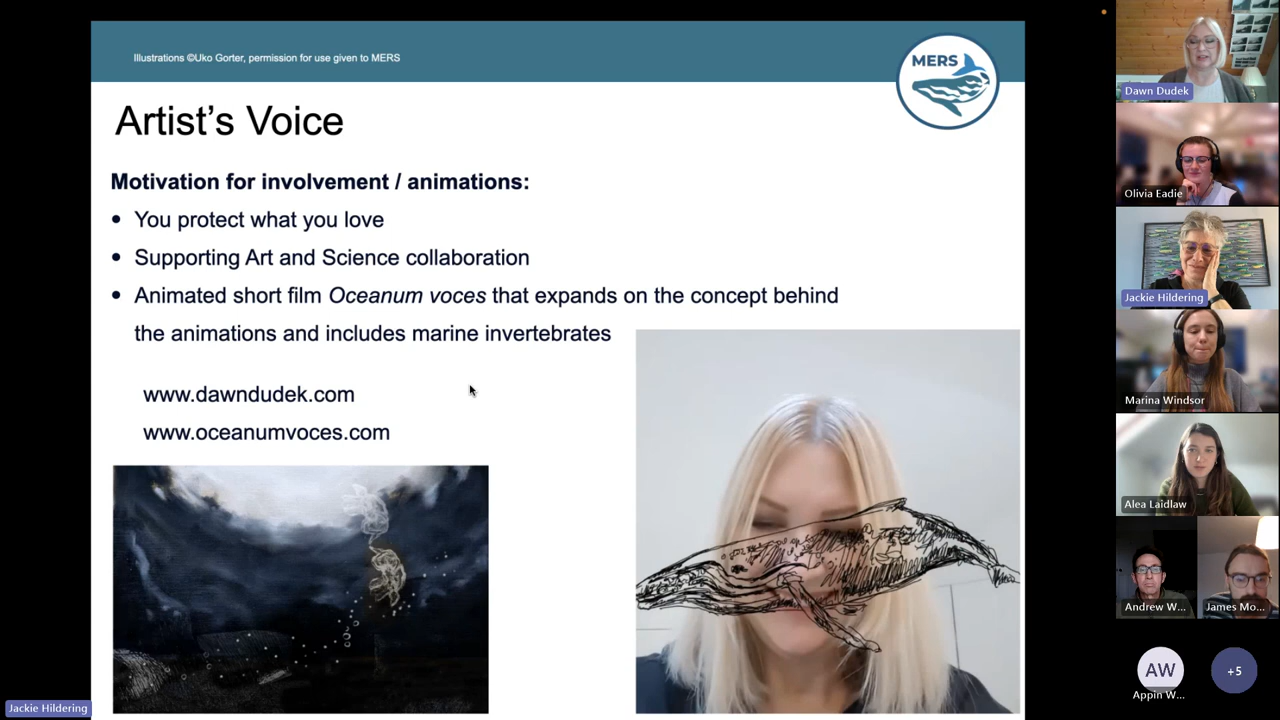 Illustrations ©Uko Gorter, permission for use given to MERS
MERS
Artist's Voice
Motivation for involvement / animations:
• You protect what you love
• Supporting Art and Science collaboration
• Animated short film Oceanum voces that expands on the concept behind
the animations and includes marine invertebrates
www.dawndudek.com
www.oceanumvoces.com
Jackie Hildering
Dawn Dudek
Olivia Eadie
Jackie Hildering
Marina Windsor
Alea Laidlaw
Andrew W...
James Mo...
AW
Appin W...
+5